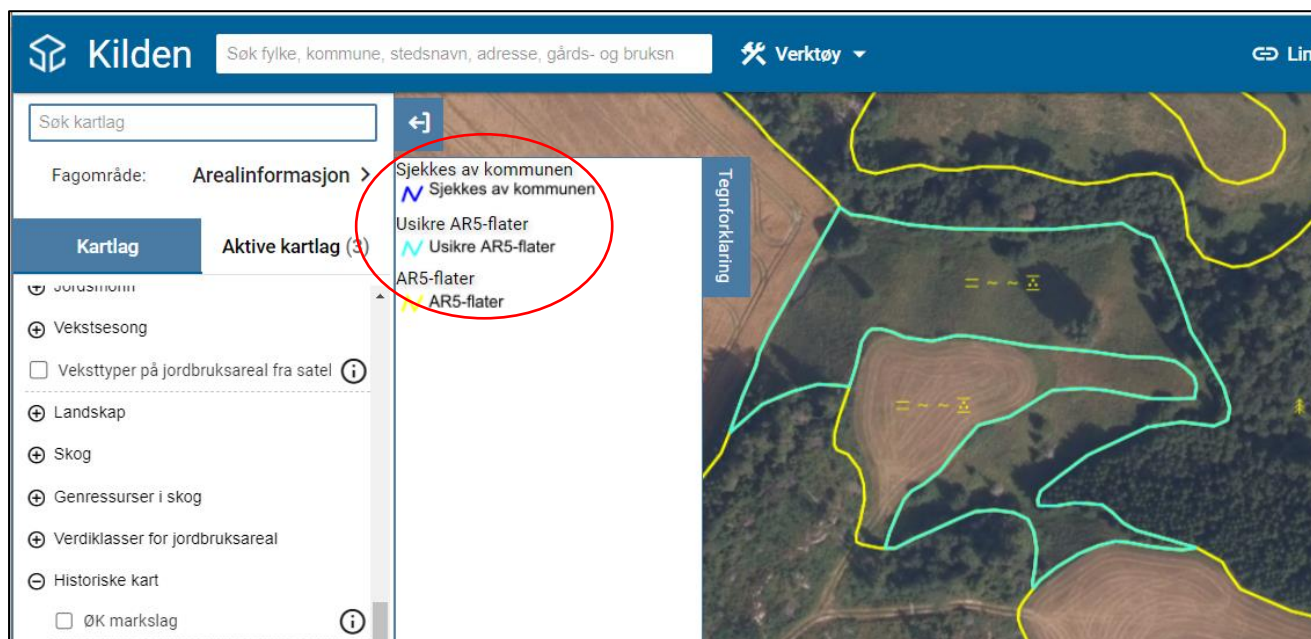 Kilden
Søk fylke, kommune, stedsnavn, adresse, gårds- og bruksn
Verktøy
Lin
Søk kartlag
Fagområde: Arealinformasjon
Kartlag
Aktive kartlag (3)
Jordsmonn
Vekstsesong
Veksttyper på jordbruksareal fra satel
Landskap
Skog
Genressurser i skog
Verdiklasser for jordbruksareal
Historiske kart
ØK markslag
Sjekkes av kommunen
Sjekkes av kommunen
Usikre AR5-flater
Usikre AR5-flater
AR5-flater
AR5-flater
Tegnforklaring